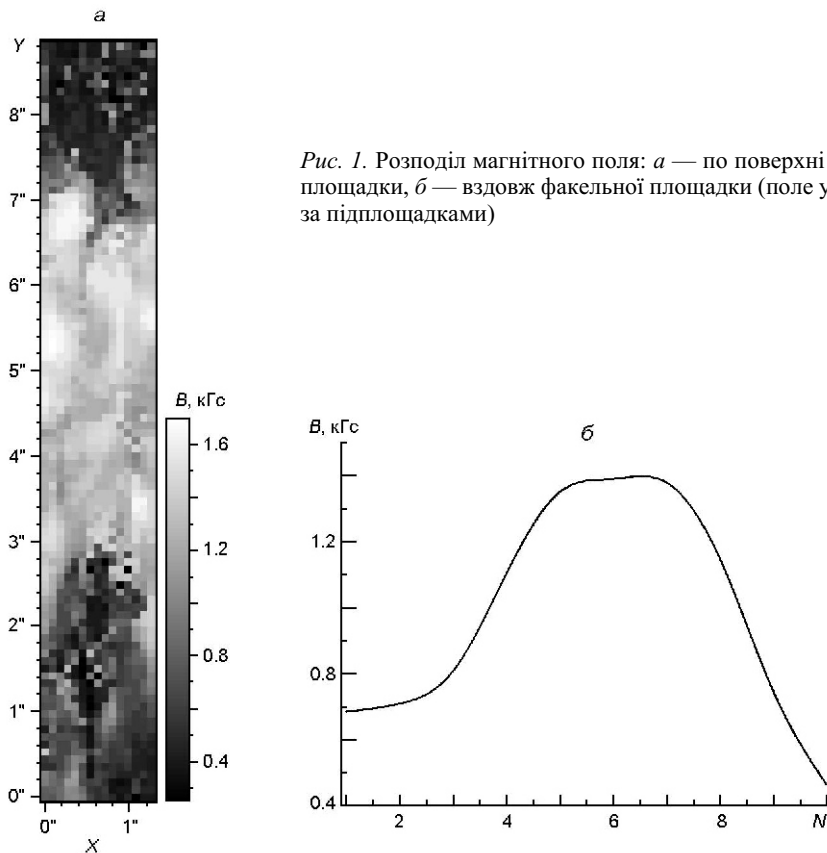 а
Y
8"
7"
6"
5"
4"
3"
2"
1"
0"
0" 1"
X
B, кГс
1.6
1.2
0.8
0.4
Рис. 1. Розподіл магнітного поля: а — по поверхні
площадки, б — вздовж факельної площадки (поле у
за підплощадками)
B, кГс
б
1.2
0.8
0.4
2 4 6 8 N